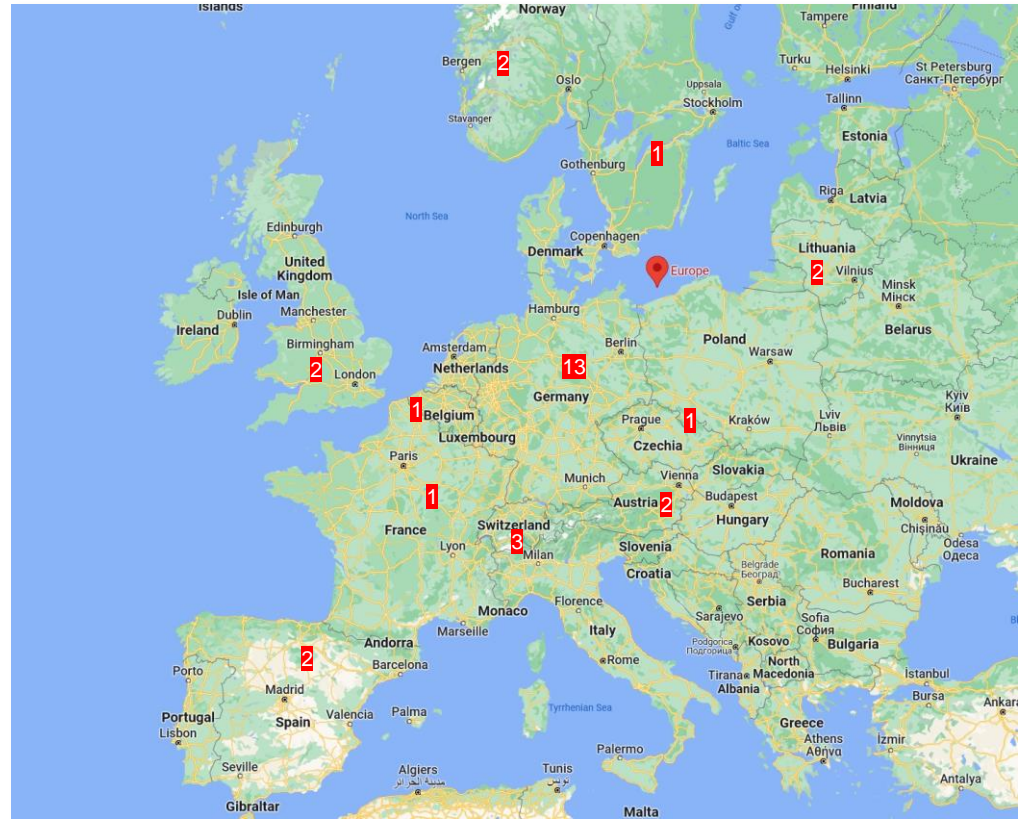 Islands
Norway
Finland
Tampere
Bergen
2
Turku
Helsinki
St Petersburg
Санкт-Петербург
Oslo
Uppsala
Stockholm
Tallinn
Stavanger
Estonia
Baltic Sea
1
Gothenburg
Riga
Latvia
North Sea
Edinburgh
Copenhagen
Denmark
Lithuania
United
Kingdom
Europe
2
Vilnius
Minsk
Мінск
Isle of Man
Dublin
Manchester
Hamburg
Ireland
Belarus
Birmingham
Amsterdam
Berlin
Poland
Warsaw
2
London
Netherlands
13
Germany
Kyiv
Київ
1
Belgium
Prague
1
Kraków
Lviv
Львів
Luxembourg
Czechia
Vinnytsia
Вінниця
Paris
Ukraine
Slovakia
Munich
Vienna
1
Austria
2
Budapest
Moldova
Hungary
Chișinău
France
Switzerland
3
Odesa
Одеса
Lyon
Milan
Slovenia
Romania
Croatia
Belgrade
Београд
Bucharest
Monaco
Florence
Serbia
Marseille
Italy
Sarajevo
Sofia
София
Andorra
Podgorica
Подгорица
Kosovo
Bulgaria
2
Barcelona
Rome
North
Macedonia
Porto
Tirana
Albania
İstanbul
Madrid
Bursa
Ankara
Portugal
Lisbon
Spain
Valencia
Palma
Tyrrhenian Sea
Greece
Athens
Αθήνα
İzmir
Palermo
Seville
Algiers
مدينة الجزائر
Tunis
تونس
Antalya
Gibraltar
Malta